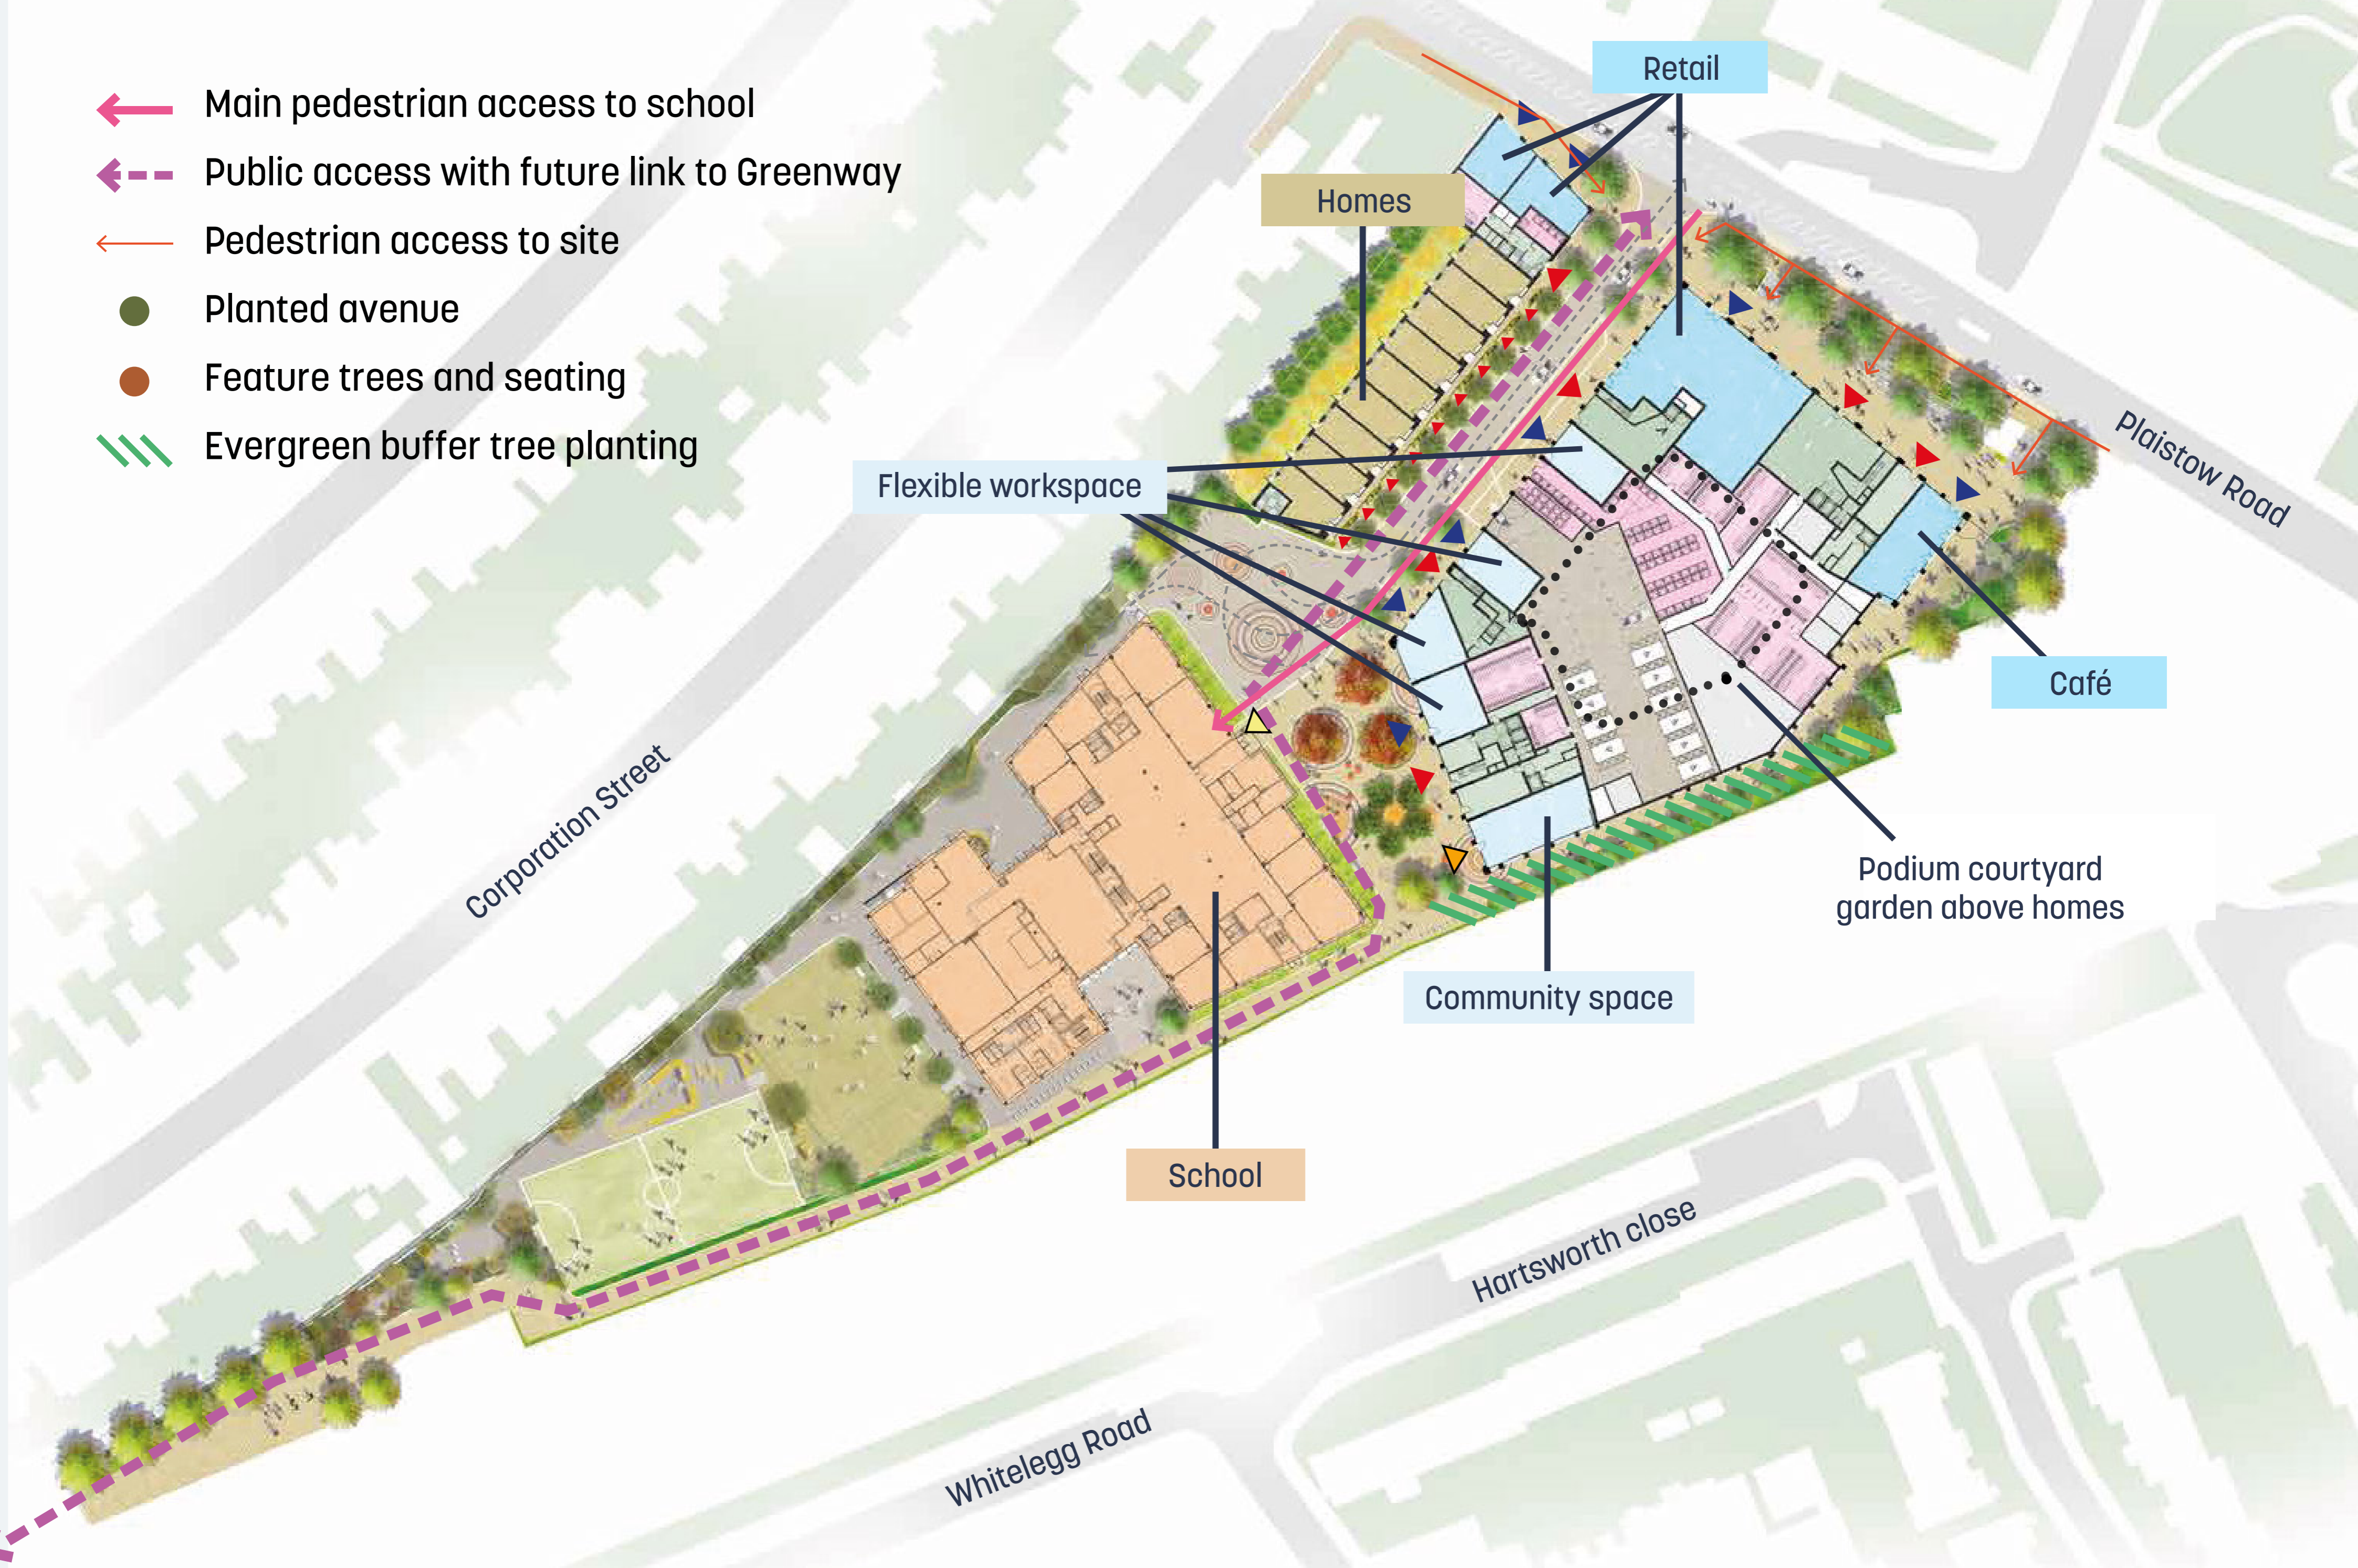 Main pedestrian access to school
Public access with future link to Greenway
Pedestrian access to site
Planted avenue
Feature trees and seating
Evergreen buffer tree planting
Retail
Homes
Flexible workspace
Plaistow Road
Café
Corporation Street
Podium courtyard
garden above homes
Community space
School
Hartsworth close
Whitelegg Road